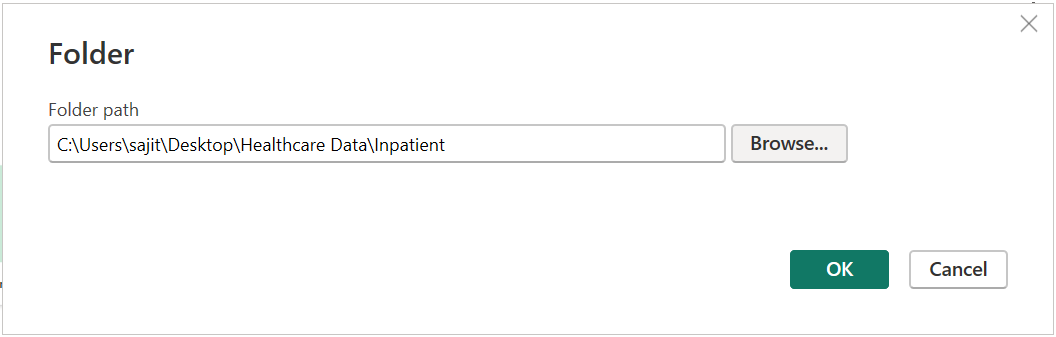 Folder
Folder path
C:\Users\sajit\Desktop\Healthcare Data\Inpatient
Browse...
OK
Cancel